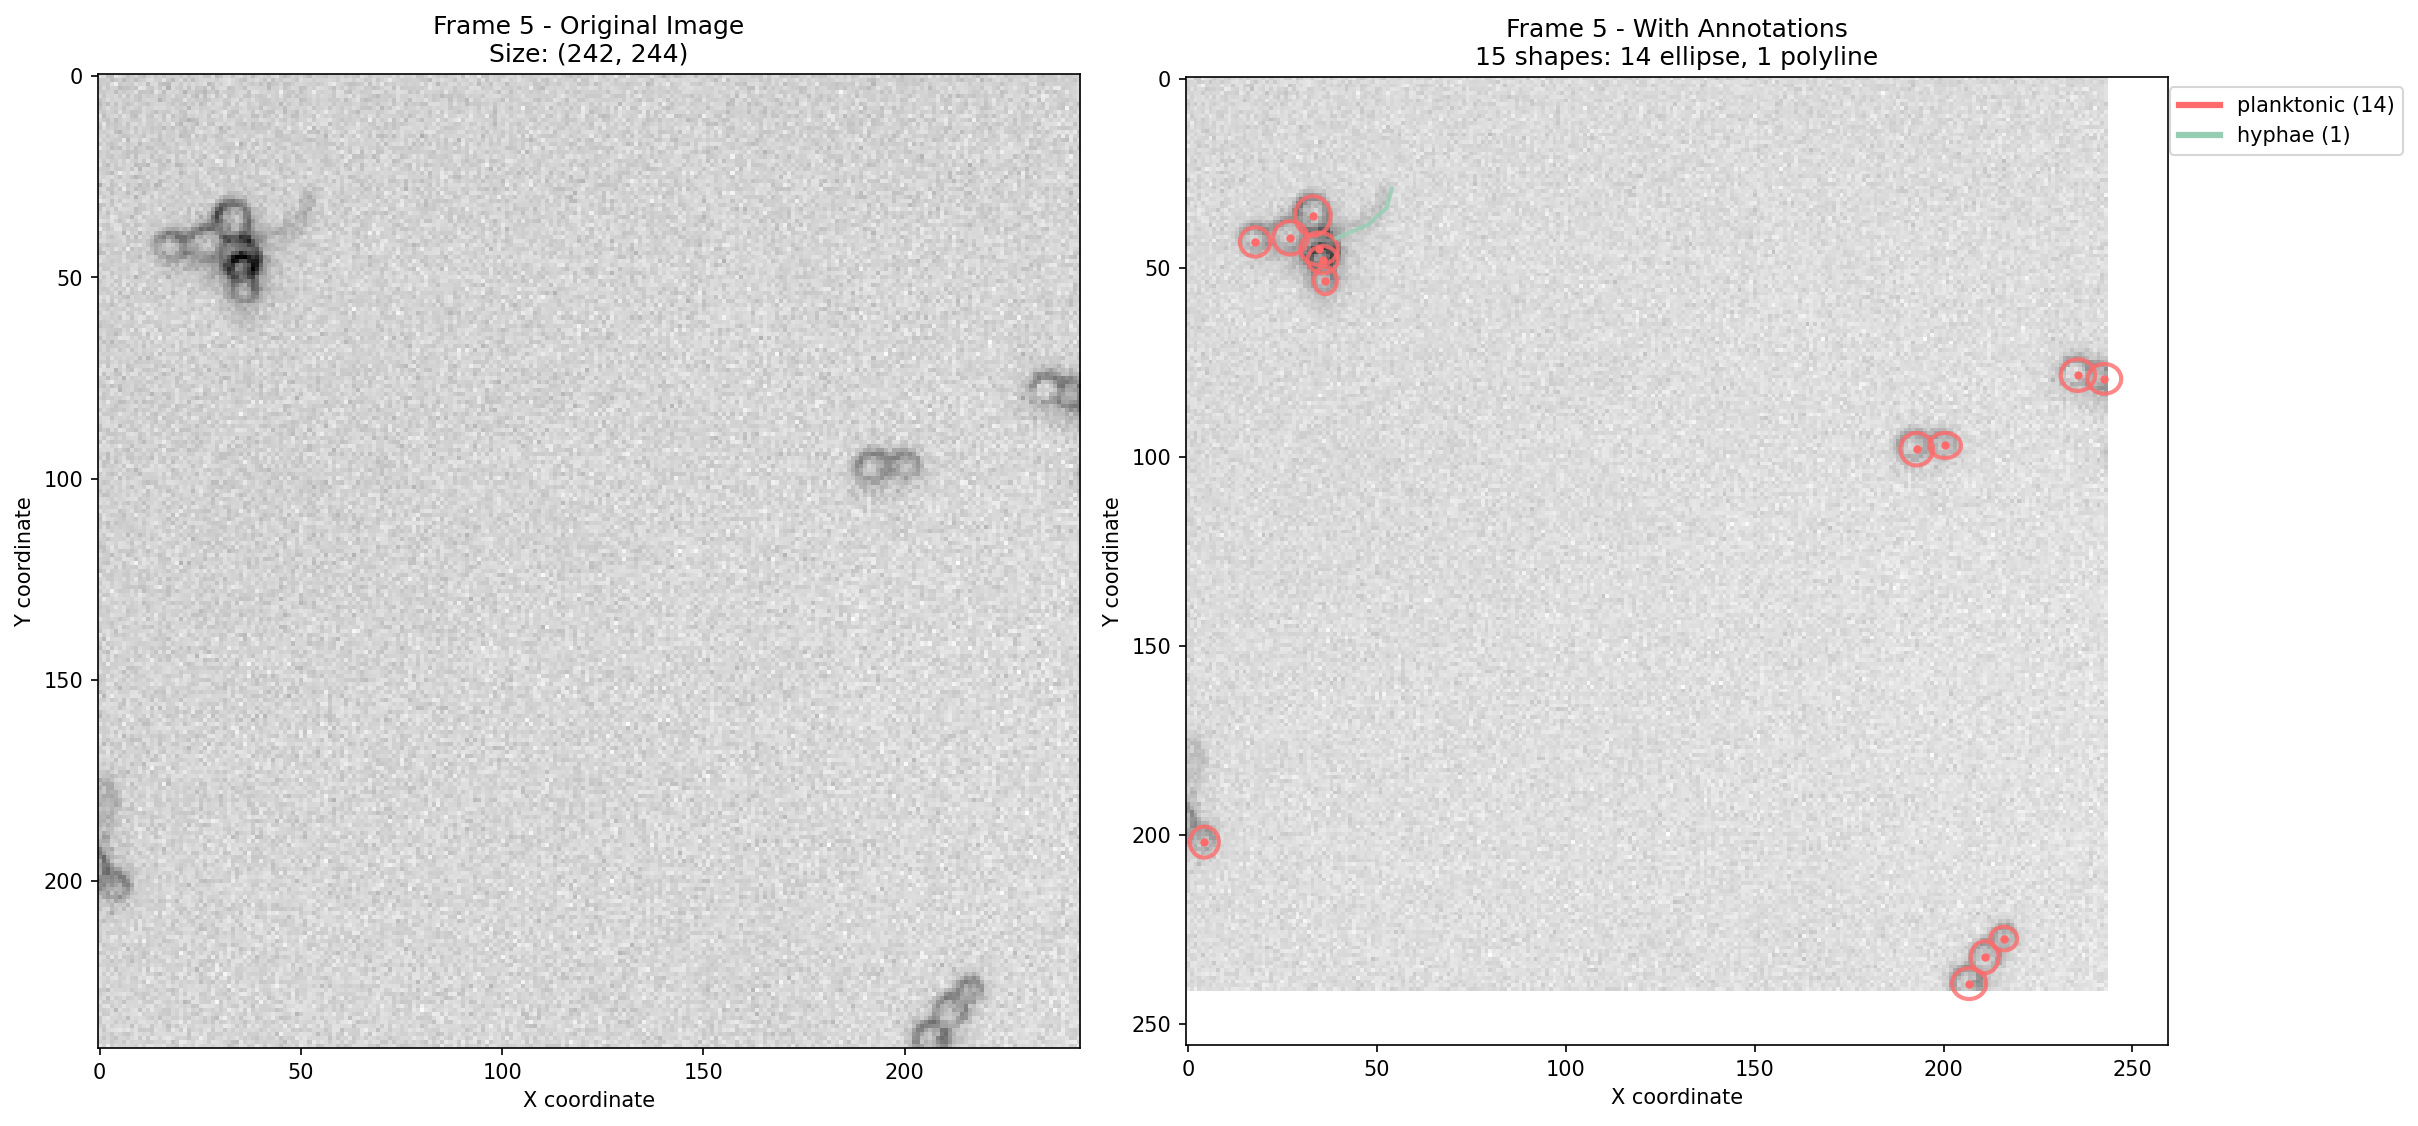 Frame 5 - Original Image
Size: (242, 244)
0
50
100
150
200
Y coordinate
0
50
100
150
200
X coordinate
Frame 5 - With Annotations
15 shapes: 14 ellipse, 1 polyline
0
50
100
150
200
250
Y coordinate
0
50
100
150
200
250
X coordinate
planktonic (14)
hyphae (1)